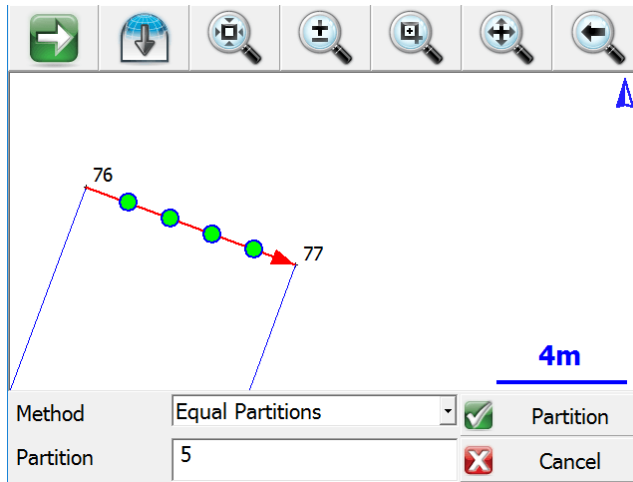 76
77
4m
Method
Equal Partitions
Partition
Partition
5
Cancel